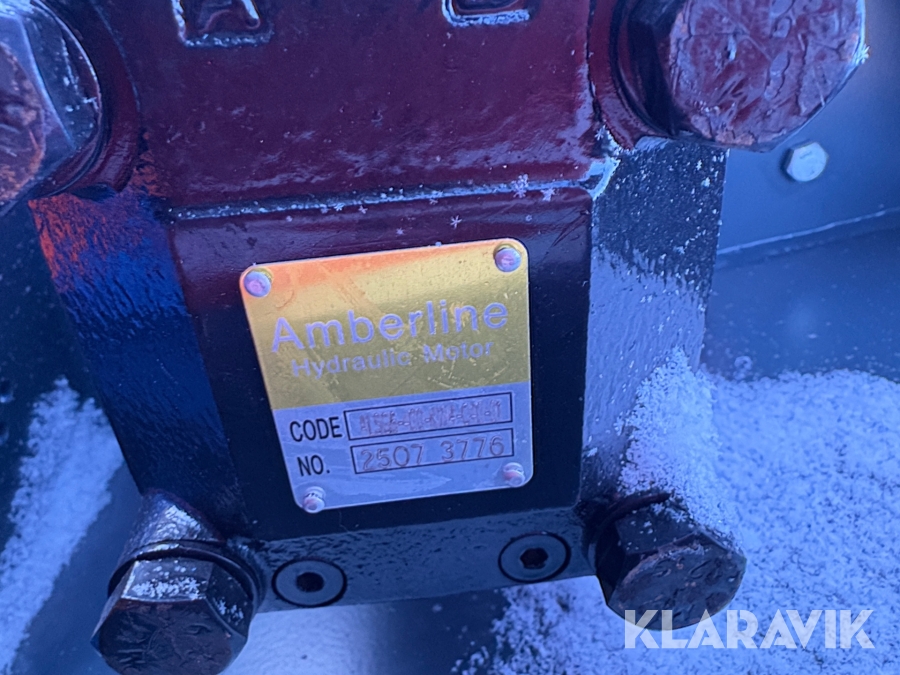 Amberline
Hydraulic Motor
CODE
NO. 2507 3776
KLARAVIK